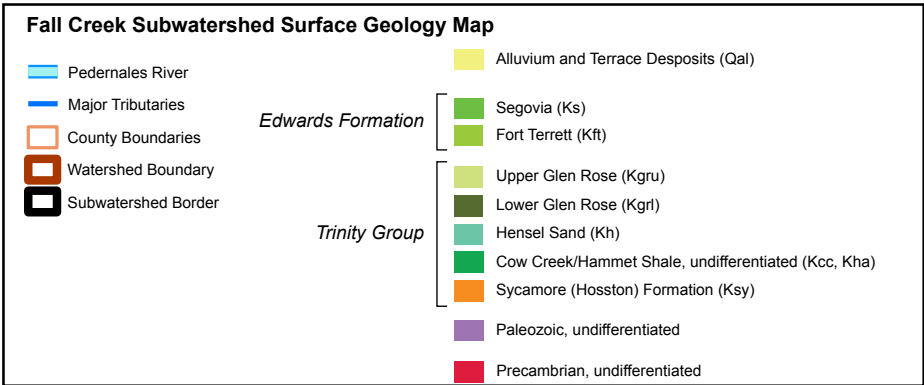 Fall Creek Subwatershed Surface Geology Map
Pedernales River
Major Tributaries
County Boundaries
Watershed Boundary
Subwatershed Border
Alluvium and Terrace Desposits (Qal)
Edwards Formation
Segovia (Ks)
Fort Terrett (Kft)
Trinity Group
Upper Glen Rose (Kgru)
Lower Glen Rose (Kgrl)
Hensel Sand (Kh)
Cow Creek/Hammet Shale, undifferentiated (Kcc, Kha)
Sycamore (Hosston) Formation (Ksy)
Paleozoic, undifferentiated
Precambrian, undifferentiated